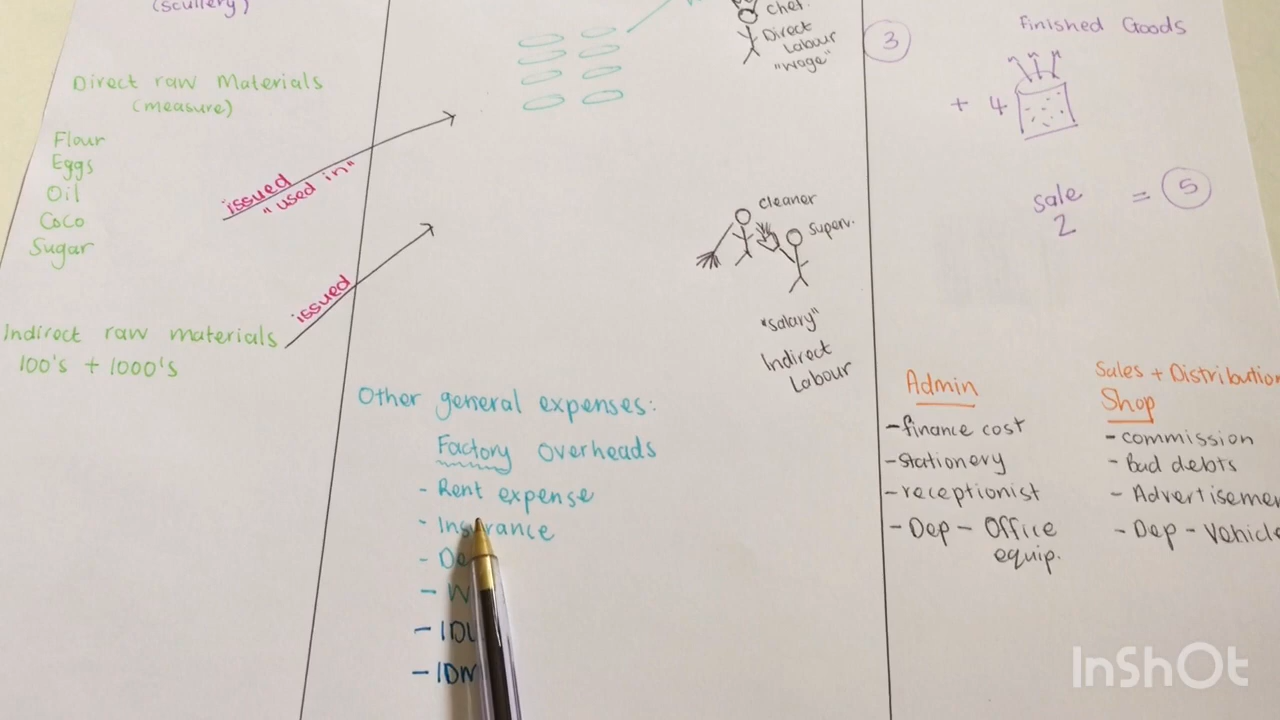 (scullery)
Direct raw Materials
(measure)
Flour
Eggs
Oil
CoCo
Sugar
issued
"used in"
Indirect raw materials
100's + 1000's
issued
chef.
Direct
Labour
"wage"
cleaner
superv.
"salary"
Indirect
Labour
Other general expenses:
Factory Overheads
- Rent expense
- Insurance
- IDL
- IDM
3
Finished Goods
+ 4
sale
2
= 5
Admin
- finance cost
- Stationery
- receptionist
- Dep - Office
equip.
Sales + Distribution
Shop
- commission
- Bad debts
- Advertisemen
- Dep - Vehicle
InShOt